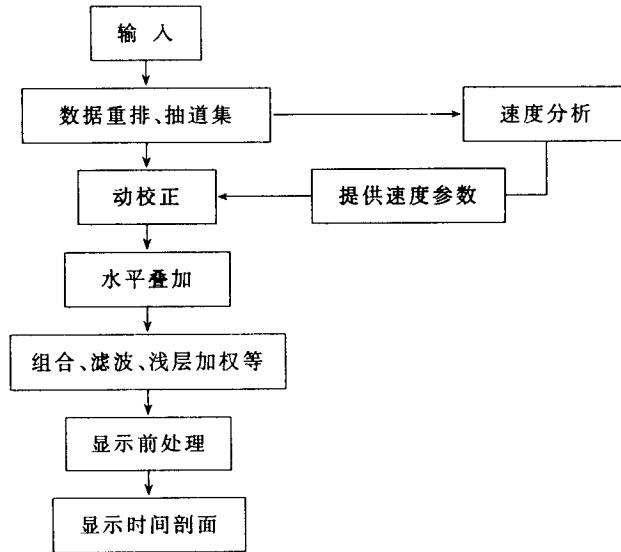 输 入
数据重排、抽道集
速度分析
动校正
提供速度参数
水平叠加
组合、滤波、浅层加权等
显示前处理
显示时间剖面